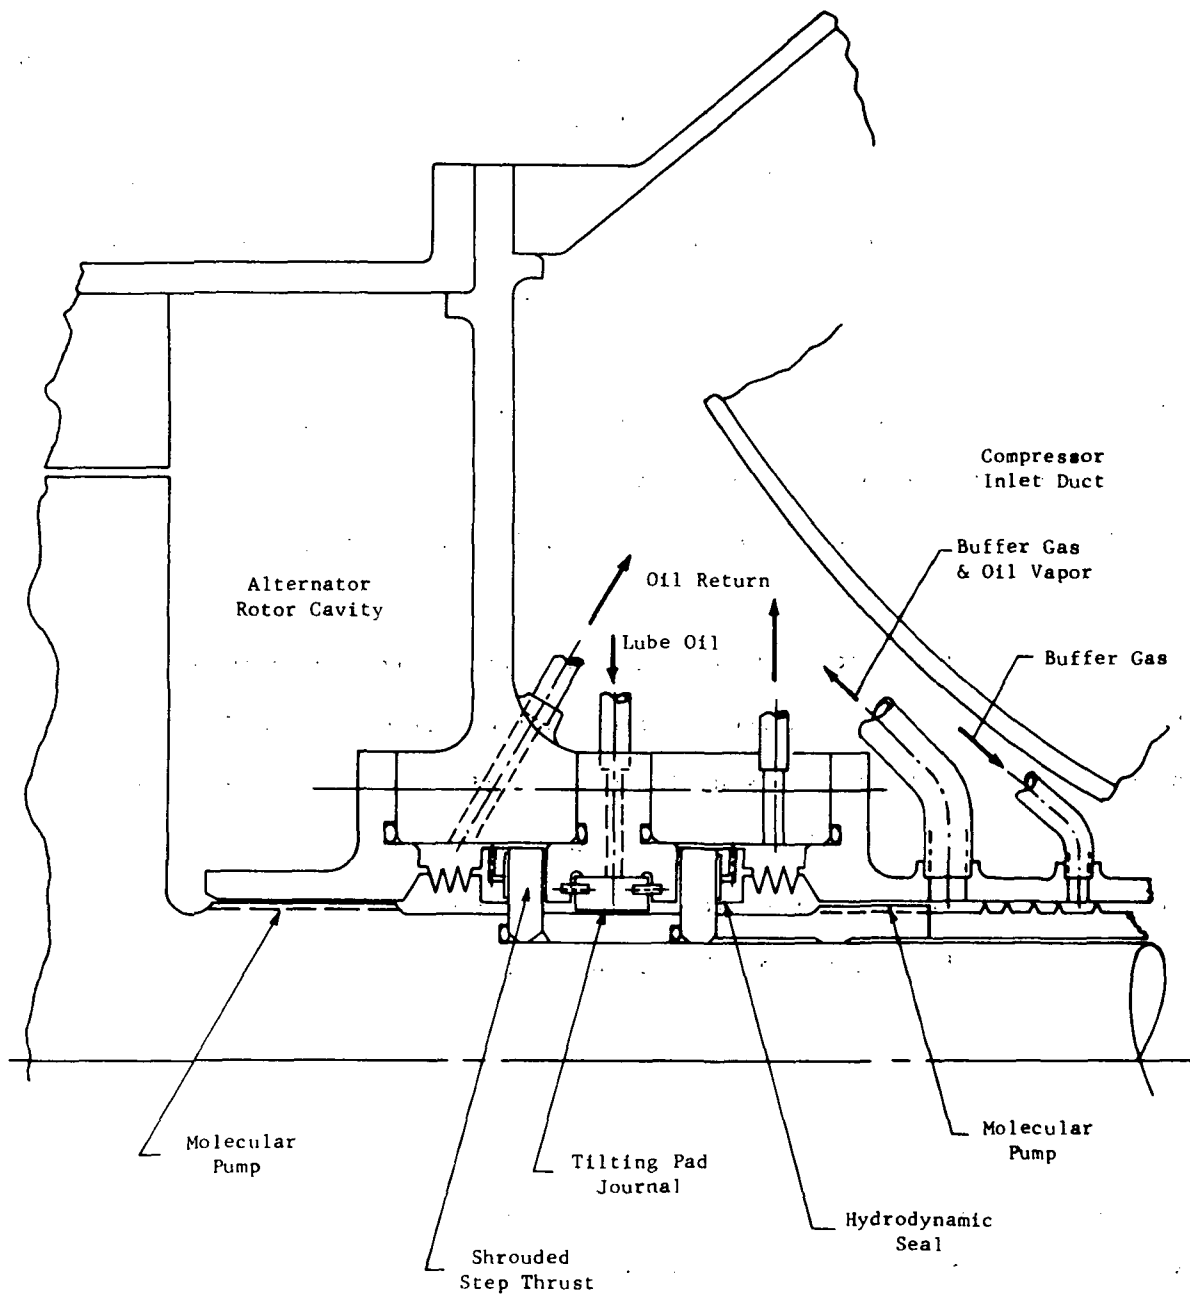 Compressor
Inlet Duct
Buffer Gas
& Oil Vapor
Alternator
Rotor Cavity
Oil Return
Lube Oil
Buffer Gas
Molecular
Pump
Tilting Pad
Journal
Molecular
Pump
Hydrodynamic
Seal
Shrouded
Step Thrust